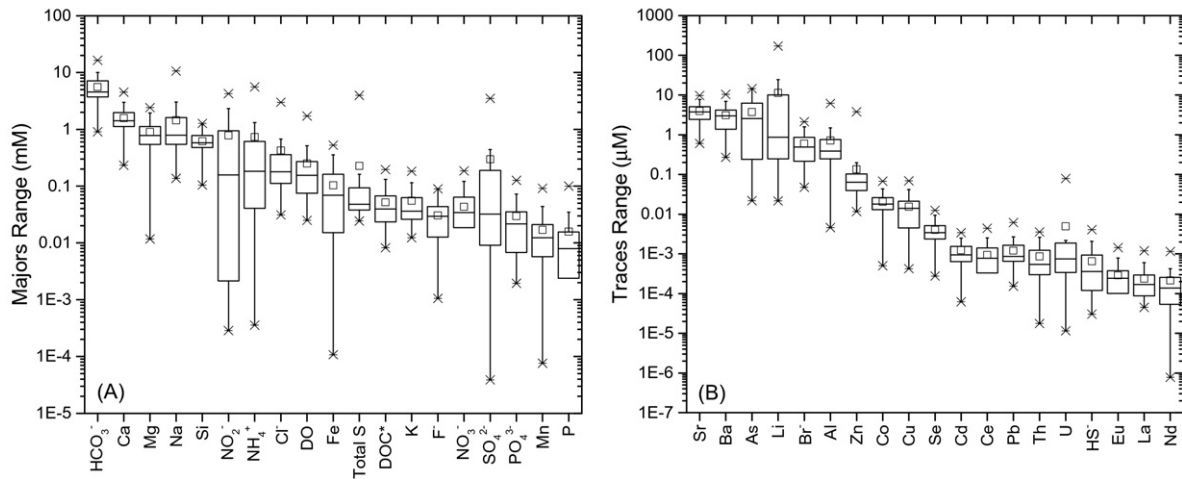 100
10
1
0.1
0.01
1E-3
1E-4
1E-5
Majors Range (mM)
(A)
HCO₃⁻
Ca
Mg
Na
Si
NO₂⁻
NH₄⁺
Cl⁻
DO
Fe
Total S
DOC*
K
F⁻
NO₃⁻
SO₄²⁻
PO₄³⁻
Mn
P
1000
100
10
1
0.1
0.01
1E-3
1E-4
1E-5
1E-6
1E-7
Traces Range (μM)
(B)
Sr
Ba
As
Li
Br⁻
Al
Zn
Co
Cu
Se
Cd
Ce
Pb
Th
U
HS⁻
Eu
La
Nd